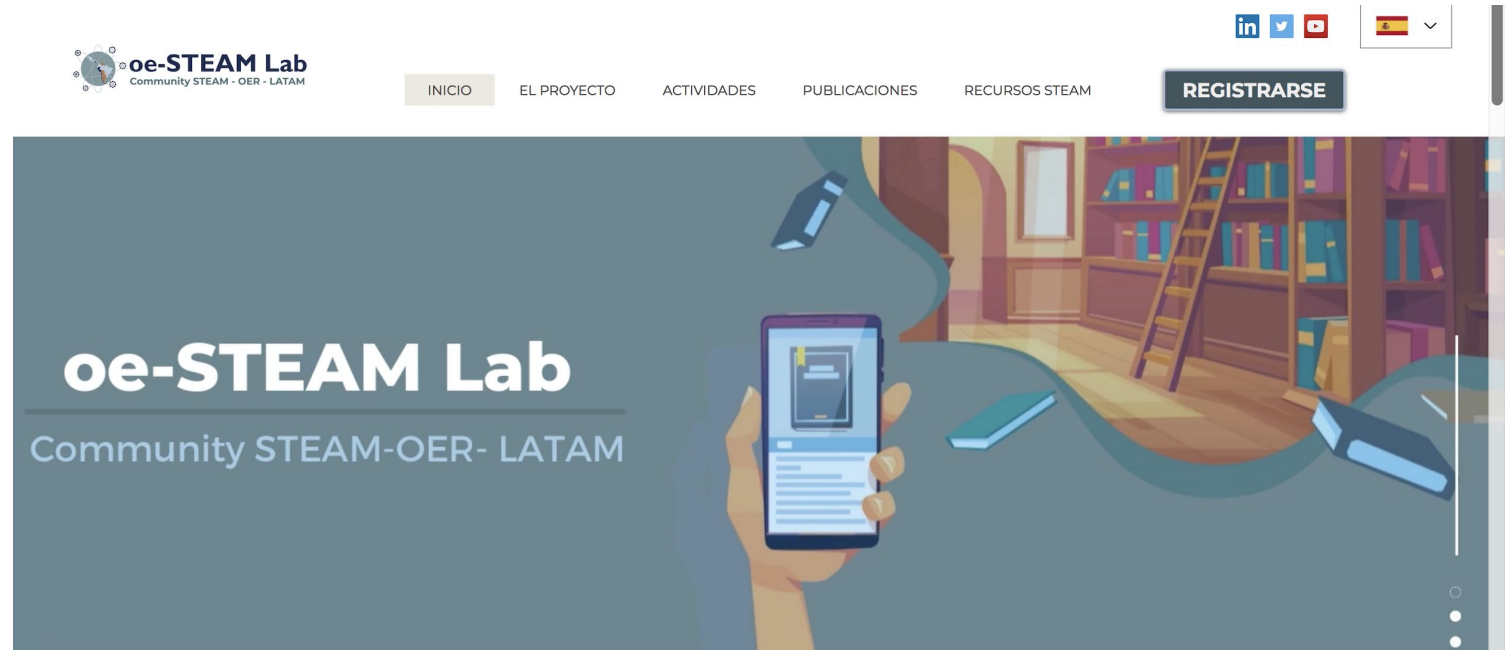 oe-STEAM Lab
Community STEAM - OER - LATAM
INICIO
EL PROYECTO
ACTIVIDADES
PUBLICACIONES
RECURSOS STEAM
REGISTRARSE
oe-STEAM Lab
Community STEAM-OER- LATAM